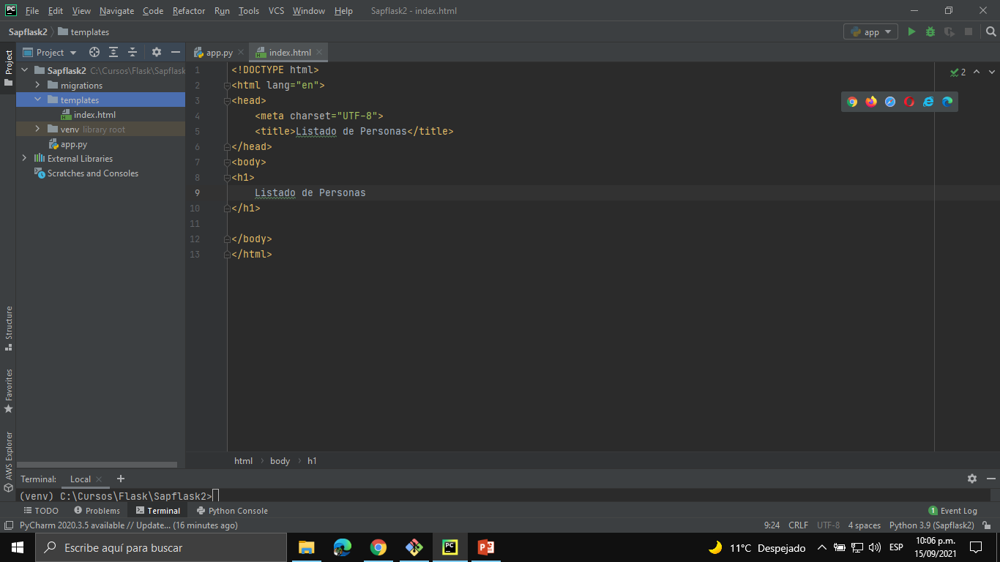 PC File Edit View Navigate Code Refactor Run Tools VCS Window Help Sapflask2 - index.html
Sapflask2 templates app
Project
Project
app.py index.html
Sapflask2 C:\Cursos\Flask\Sapflask
migrations
templates
index.html
venv library root
app.py
External Libraries
Scratches and Consoles
2
1 <!DOCTYPE html>
2 <html lang="en">
3 <head>
4 <meta charset="UTF-8">
5 <title>Listado de Personas</title>
6 </head>
7 <body>
8 <h1>
9 Listado de Personas
10 </h1>
11
12 </body>
13 </html>
Structure
Favorites
AWS Explorer
html body h1
Terminal: Local
(venv) C:\Cursos\Flask\Sapflask2>
TODO Problems Terminal Python Console 1 Event Log
PyCharm 2020.3.5 available // Update... (16 minutes ago) 9:24 CRLF UTF-8 4 spaces Python 3.9 (Sapflask2)
Escribe aquí para buscar
PC
11°C Despejado
ESP
10:06 p.m.
15/09/2021